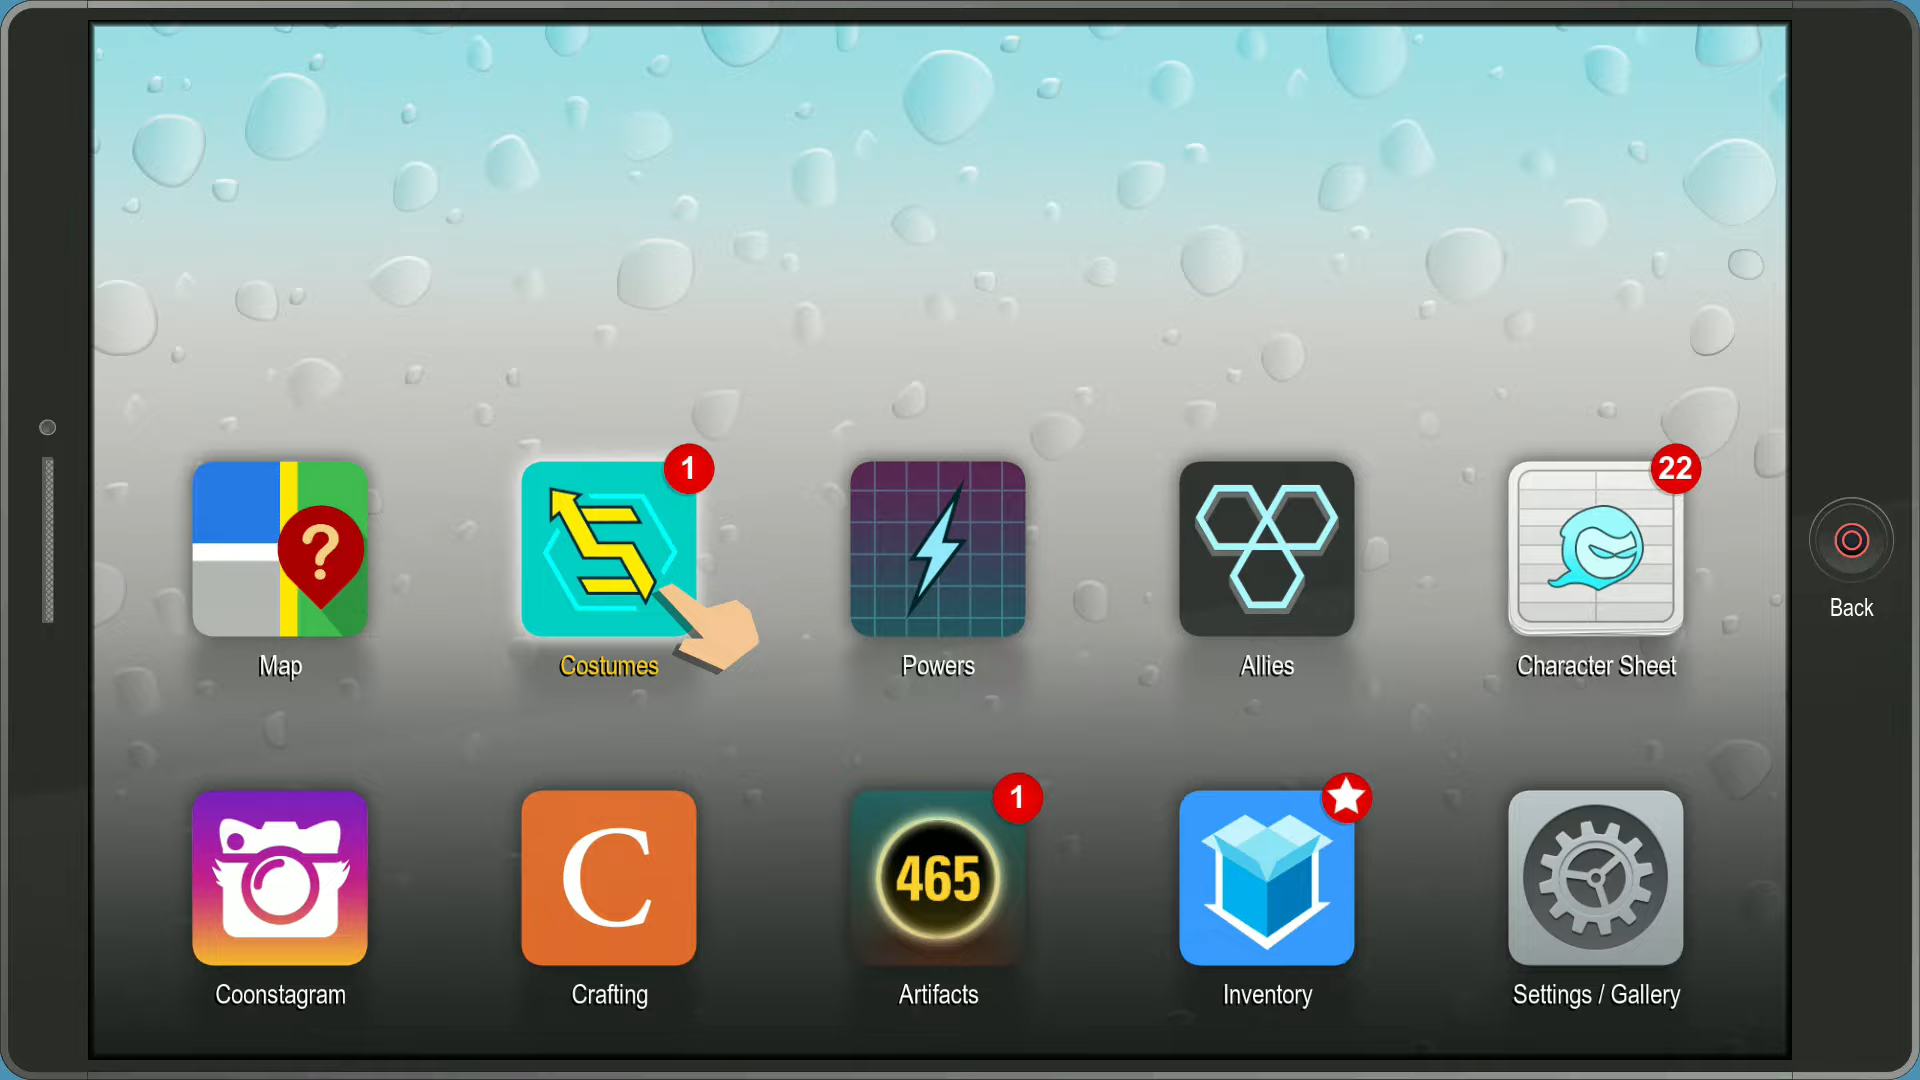 1
22
?
Back
Map
Costumes
Powers
Allies
Character Sheet
1
C
465
Coonstagram
Crafting
Artifacts
Inventory
Settings / Gallery